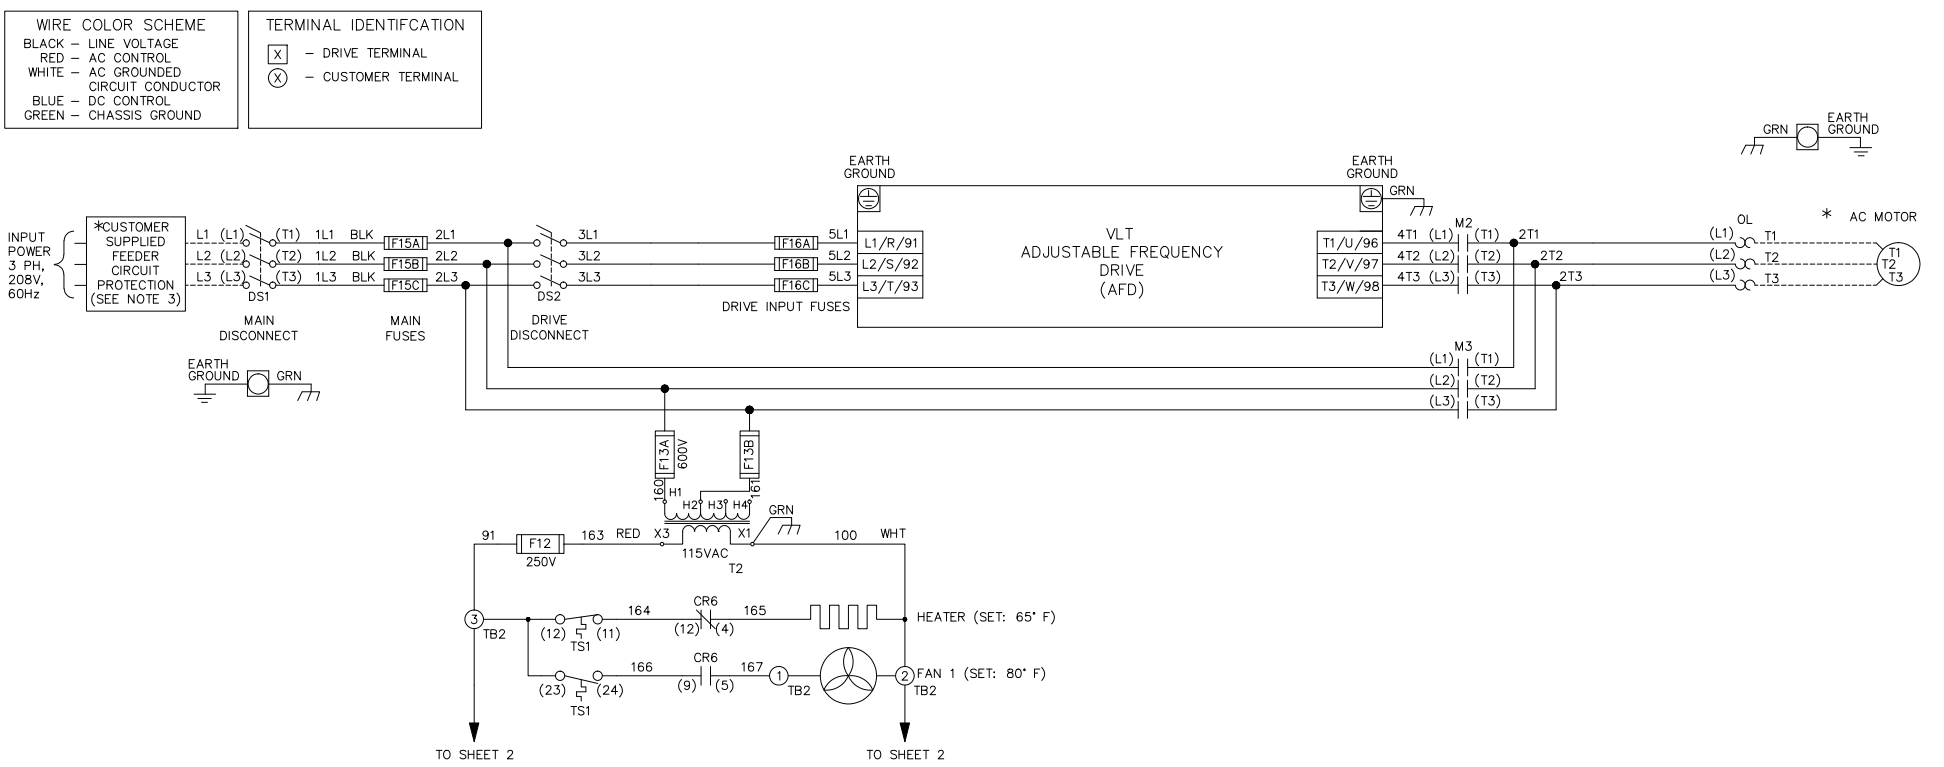 WIRE COLOR SCHEME
BLACK – LINE VOLTAGE
RED – AC CONTROL
WHITE – AC GROUNDED
CIRCUIT CONDUCTOR
BLUE – DC CONTROL
GREEN – CHASSIS GROUND
TERMINAL IDENTIFCATION
X – DRIVE TERMINAL
X – CUSTOMER TERMINAL
INPUT
POWER
3 PH,
208V,
60Hz
*CUSTOMER
SUPPLIED
FEEDER
CIRCUIT
PROTECTION
(SEE NOTE 3)
L1 (L1) (T1) 1L1 BLK F15A 2L1 3L1 F16A 5L1 L1/R/91
L2 (L2) (T2) 1L2 BLK F15B 2L2 3L2 F16B 5L2 L2/S/92
L3 (L3) (T3) 1L3 BLK F15C 2L3 3L3 F16C 5L3 L3/T/93
DS1
MAIN
DISCONNECT
MAIN
FUSES
DS2
DRIVE
DISCONNECT
DRIVE INPUT FUSES
EARTH
GROUND
GRN
EARTH
GROUND
VLT
ADJUSTABLE FREQUENCY
DRIVE
(AFD)
EARTH
GROUND
GRN
M2
T1/U/96 4T1 (L1) (T1) 2T1
T2/V/97 4T2 (L2) (T2) 2T2
T3/W/98 4T3 (L3) (T3) 2T3
GRN
EARTH
GROUND
OL
* AC MOTOR
(L1) T1
(L2) T2
(L3) T3
T1
T2
T3
M3
(L1) (T1)
(L2) (T2)
(L3) (T3)
F13A
600V
F13B
160
161
H1
H2
H3
H4
GRN
91 F12 163 RED X3 X1 100 WHT
250V
115VAC
T2
3
TB2
(12) (11)
TS1
164
CR6
(12) (4)
165
HEATER (SET: 65° F)
(23) (24)
TS1
166
CR6
(9) (5)
167
1
TB2
2
TB2
FAN 1 (SET: 80° F)
TO SHEET 2
TO SHEET 2